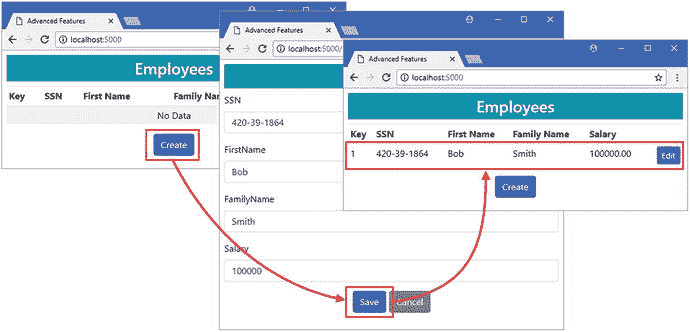 Advanced Features
localhost:5000
Employees
Key SSN First Name Family Na
No Data
Create
Advanced Features
localhost:5000/
SSN
420-39-1864
FirstName
Bob
FamilyName
Smith
Salary
100000
Save Cancel
Advanced Features
localhost:5000
Employees
Key SSN First Name Family Name Salary
1 420-39-1864 Bob Smith 100000.00 Edit
Create